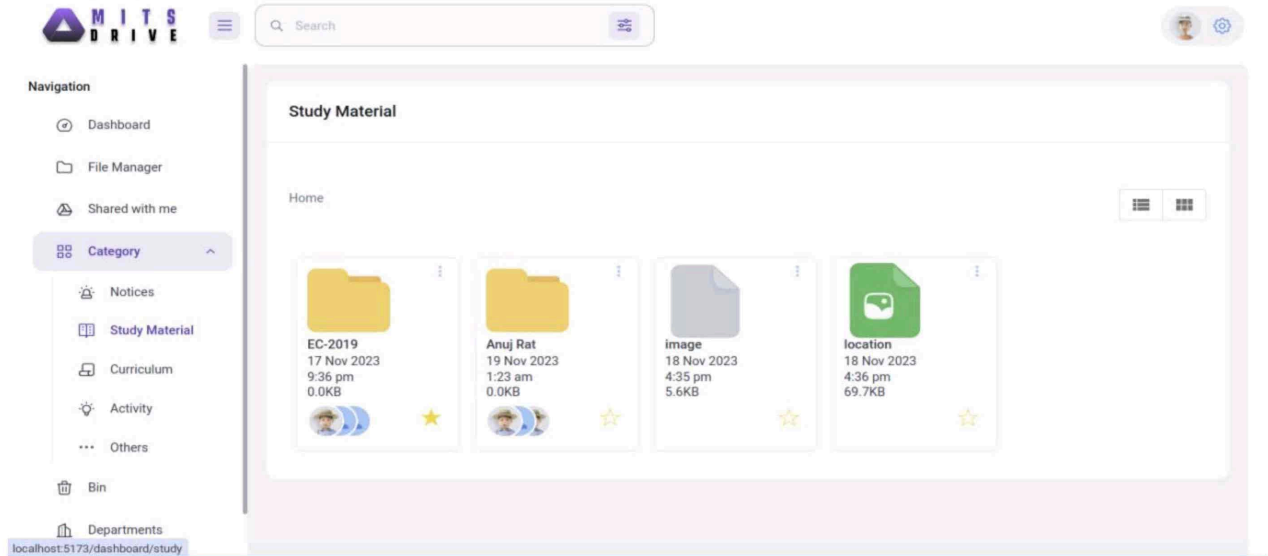 MITS
DRIVE
Search
Navigation
Dashboard
File Manager
Shared with me
Category
Notices
Study Material
Curriculum
Activity
Others
Bin
Departments
localhost:5173/dashboard/study
Study Material
Home
EC-2019
17 Nov 2023
9:36 pm
0.0KB
Anuj Rat
19 Nov 2023
1:23 am
0.0KB
image
18 Nov 2023
4:35 pm
5.6KB
location
18 Nov 2023
4:36 pm
69.7KB